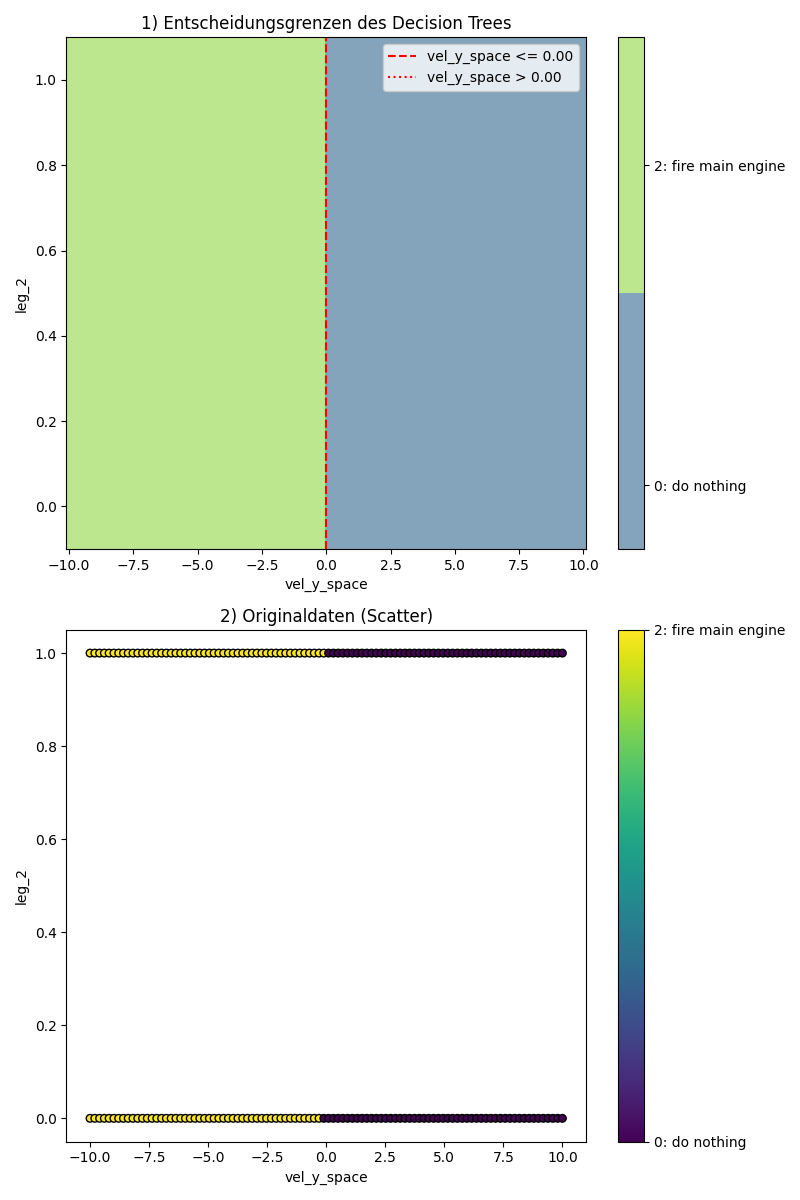 1) Entscheidungsgrenzen des Decision Trees
vel_y_space <= 0.00
vel_y_space > 0.00
1.0
0.8
0.6
0.4
0.2
0.0
leg_2
−10.0 −7.5 −5.0 −2.5 0.0 2.5 5.0 7.5 10.0
vel_y_space
2: fire main engine
0: do nothing
2) Originaldaten (Scatter)
1.0
0.8
0.6
0.4
0.2
0.0
leg_2
−10.0 −7.5 −5.0 −2.5 0.0 2.5 5.0 7.5 10.0
vel_y_space
2: fire main engine
0: do nothing